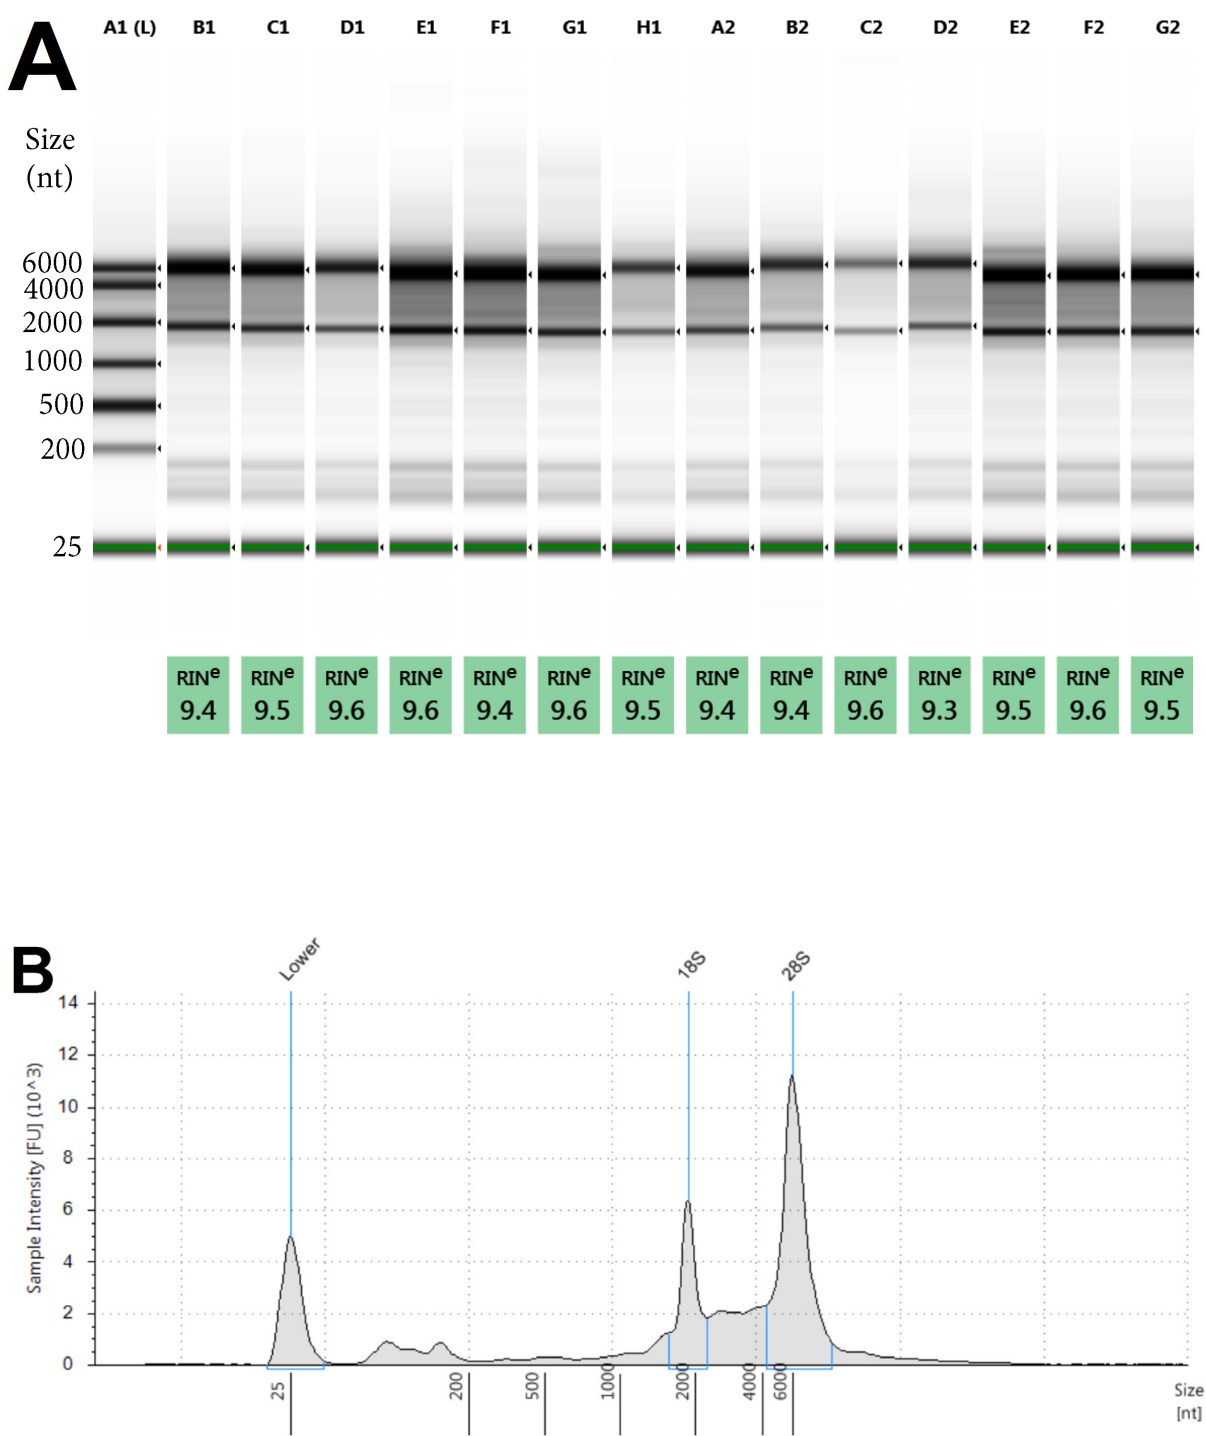 A
A1 (L) B1 C1 D1 E1 F1 G1 H1 A2 B2 C2 D2 E2 F2 G2
Size
(nt)
6000
4000
2000
1000
500
200
25
RINe RINe RINe RINe RINe RINe RINe RINe RINe RINe RINe RINe RINe RINe
9.4 9.5 9.6 9.6 9.4 9.6 9.5 9.4 9.4 9.6 9.3 9.5 9.6 9.5
B
Lower 18S 28S
Sample Intensity [FU] (10^3)
14
12
10
8
6
4
2
0
25 200 500 1000 2000 4000 6000
Size
[nt]